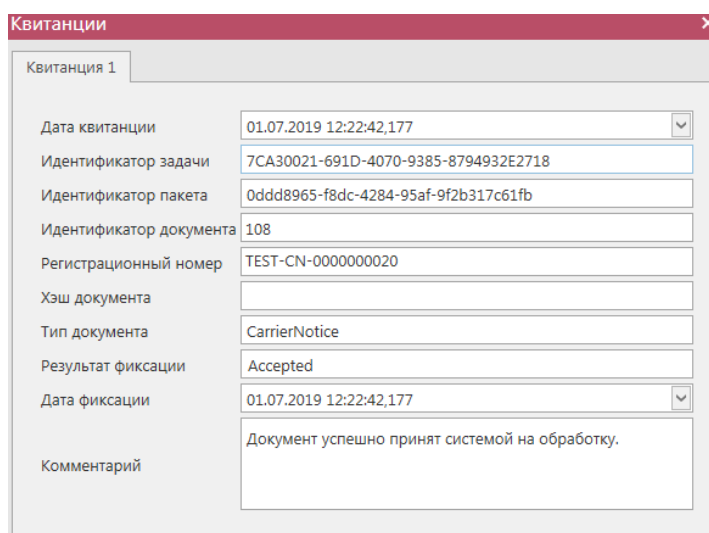 Квитанции
Квитанция 1
Дата квитанции 01.07.2019 12:22:42,177
Идентификатор задачи 7CA30021-691D-4070-9385-8794932E2718
Идентификатор пакета 0ddd8965-f8dc-4284-95af-9f2b317c61fb
Идентификатор документа 108
Регистрационный номер TEST-CN-0000000020
Хэш документа
Тип документа CarrierNotice
Результат фиксации Accepted
Дата фиксации 01.07.2019 12:22:42,177
Комментарий Документ успешно принят системой на обработку.